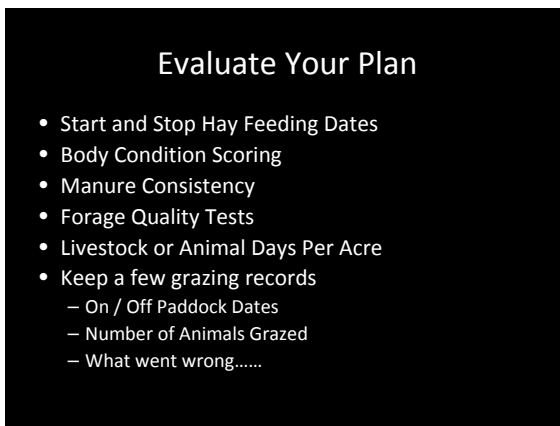 Evaluate Your Plan
• Start and Stop Hay Feeding Dates
• Body Condition Scoring
• Manure Consistency
• Forage Quality Tests
• Livestock or Animal Days Per Acre
• Keep a few grazing records
– On / Off Paddock Dates
– Number of Animals Grazed
– What went wrong……